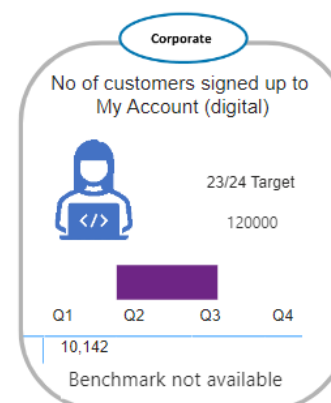 Corporate
No of customers signed up to
My Account (digital)
23/24 Target
</>
120000
Q1 Q2 Q3 Q4
10,142
Benchmark not available